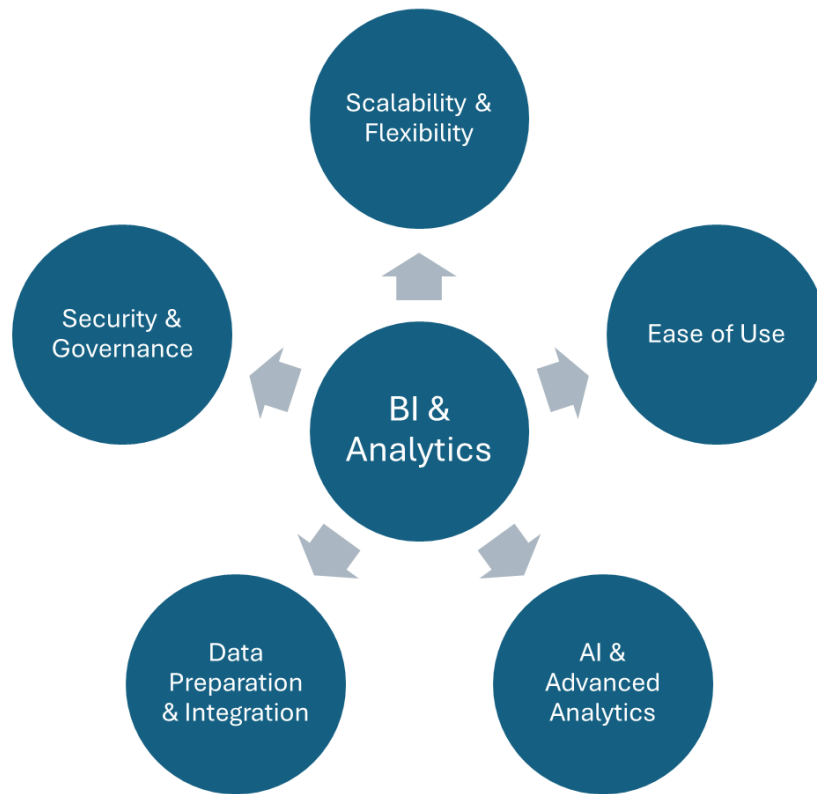 Scalability &
Flexibility
Security &
Governance
Ease of Use
BI &
Analytics
Data
Preparation
& Integration
AI &
Advanced
Analytics